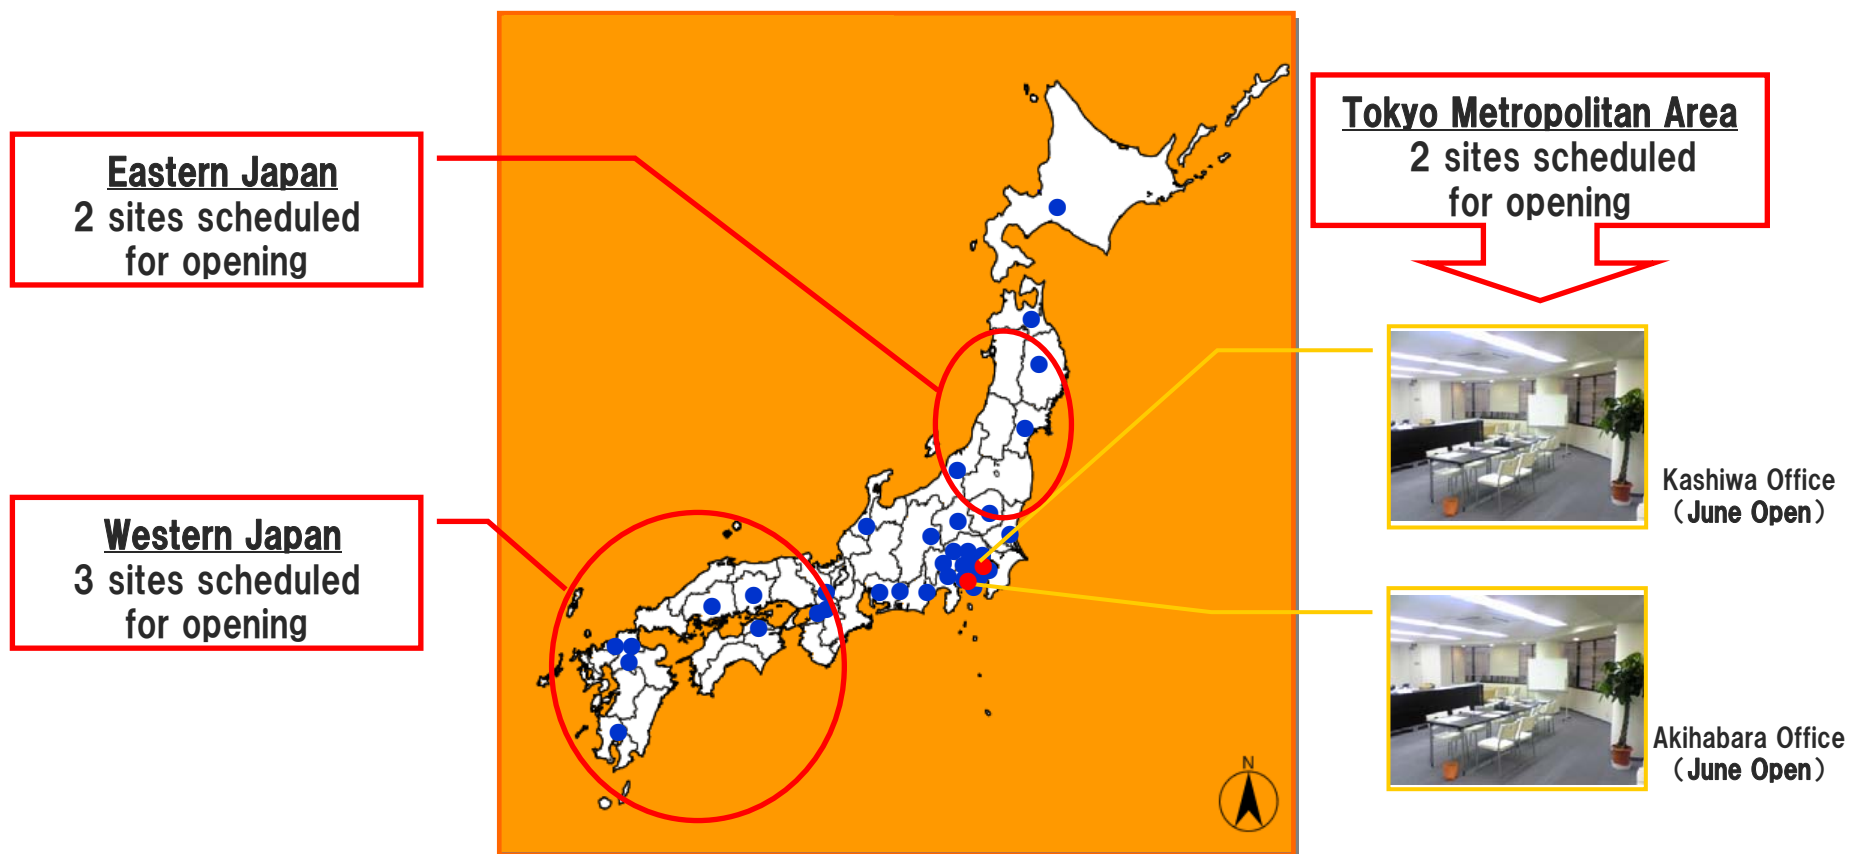 Eastern Japan
2 sites scheduled
for opening
Western Japan
3 sites scheduled
for opening
Tokyo Metropolitan Area
2 sites scheduled
for opening
Kashiwa Office
（June Open）
Akihabara Office
（June Open）
N